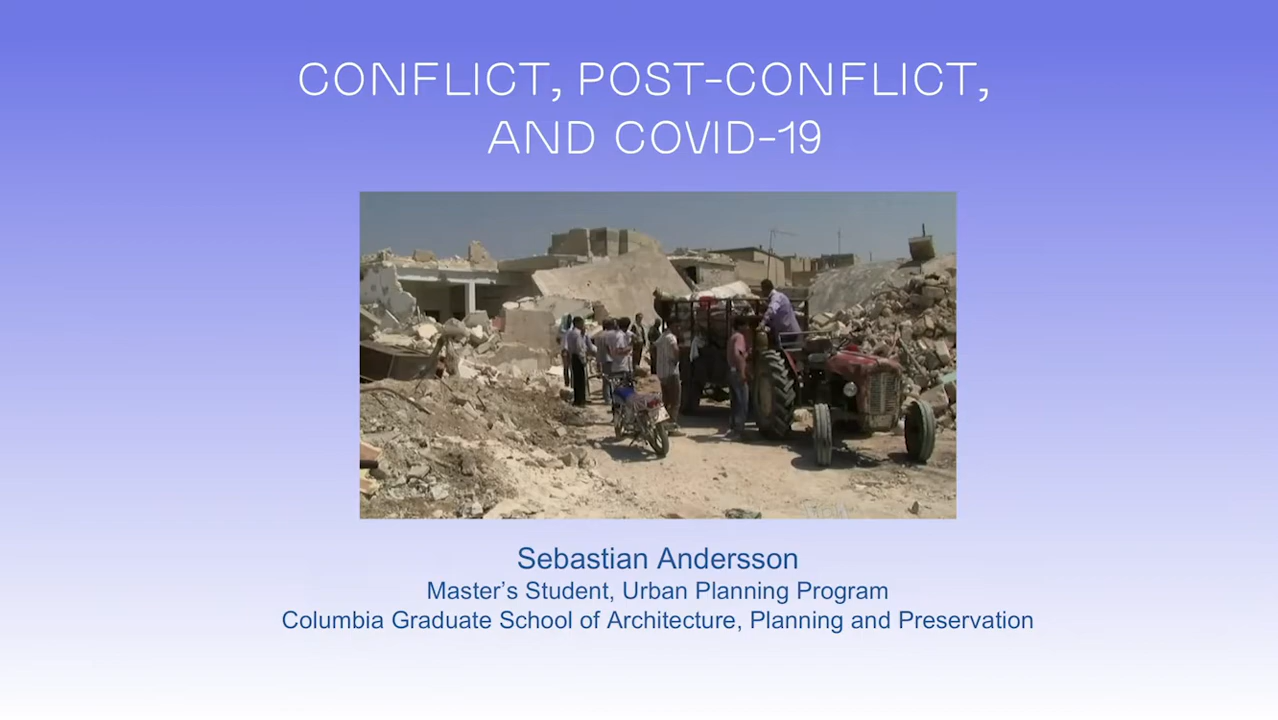 CONFLICT, POST-CONFLICT,
AND COVID-19
Sebastian Andersson
Master's Student, Urban Planning Program
Columbia Graduate School of Architecture, Planning and Preservation